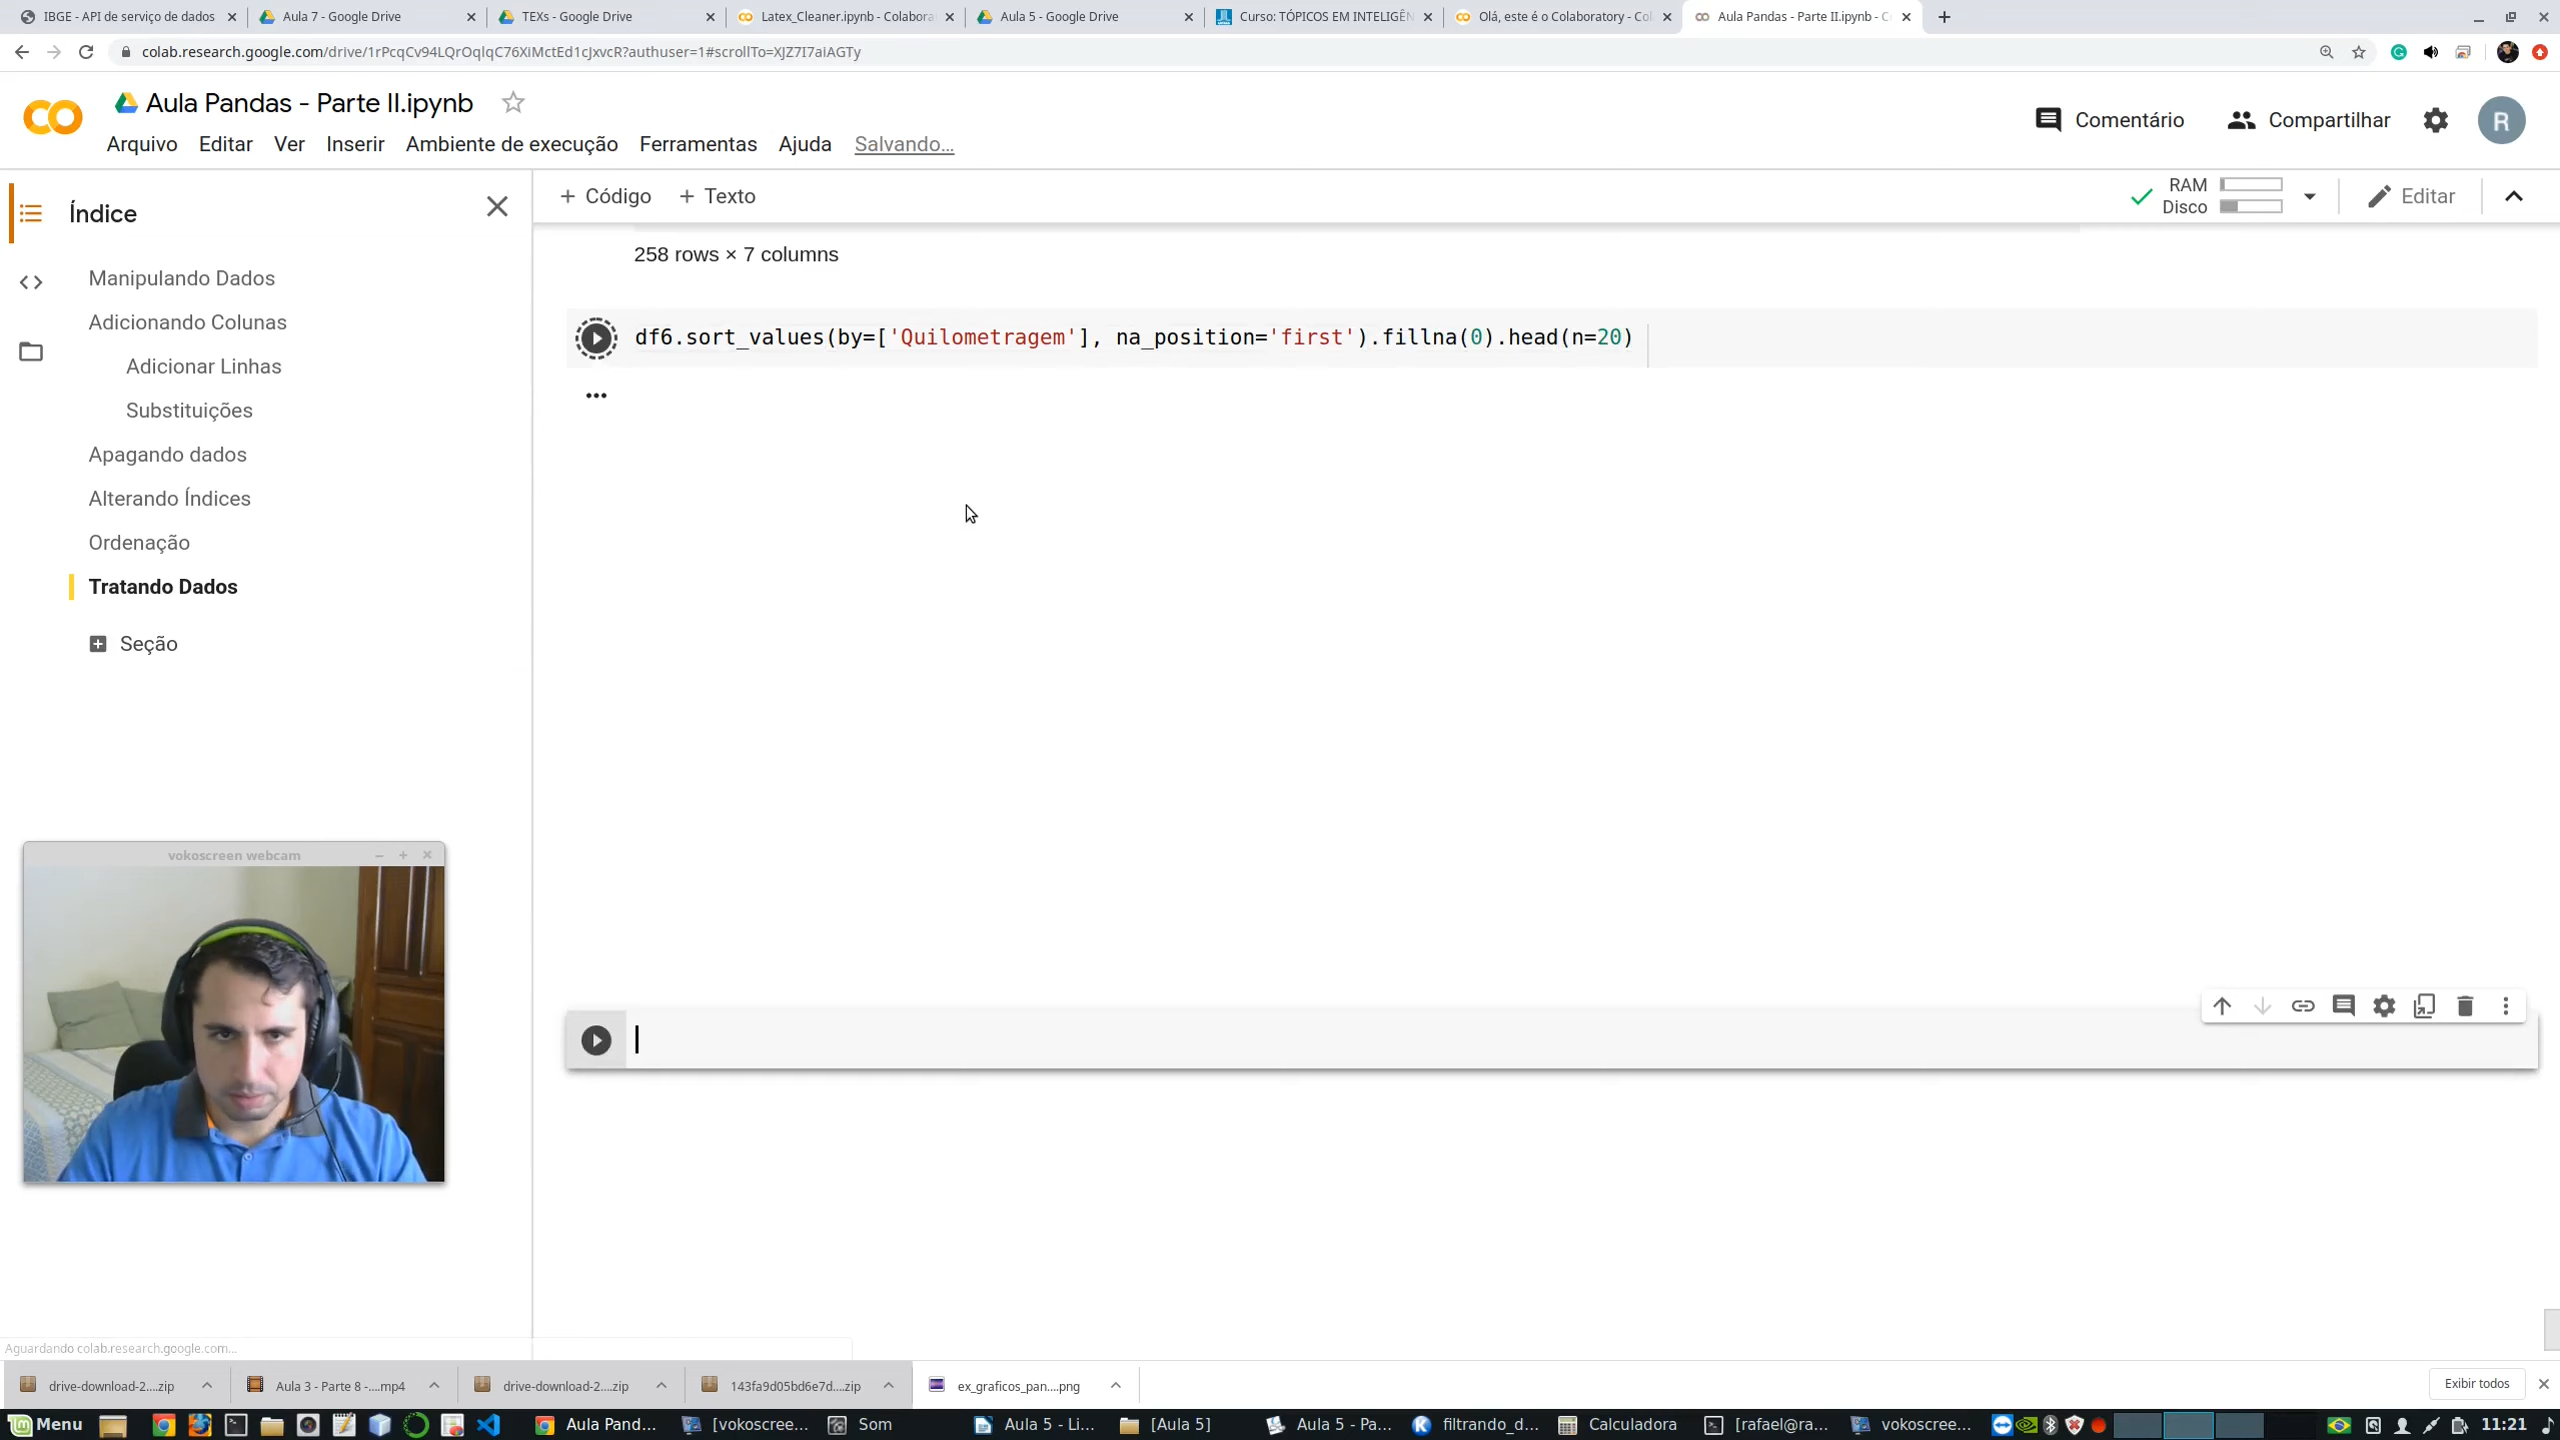 IBGE - API de serviço de dados
Aula 7 - Google Drive
TEXs - Google Drive
Latex_Cleaner.ipynb - Colabora
Aula 5 - Google Drive
Curso: TÓPICOS EM INTELIGÊN
Olá, este é o Colaboratory - Col
Aula Pandas - Parte II.ipynb - C
colab.research.google.com/drive/1rPcqCv94LQrOqlqC76XiMctEd1cJxvcR?authuser=1#scrollTo=XJZ7I7aiAGTy
CO
Aula Pandas - Parte II.ipynb
Comentário
Compartilhar
R
Arquivo Editar Ver Inserir Ambiente de execução Ferramentas Ajuda Salvando...
Índice
+ Código + Texto
RAM
Disco
Editar
Manipulando Dados
Adicionando Colunas
Adicionar Linhas
Substituições
Apagando dados
Alterando Índices
Ordenação
Tratando Dados
Seção
258 rows × 7 columns
df6.sort_values(by=['Quilometragem'], na_position='first').fillna(0).head(n=20)
...
vokoscreen webcam
Aguardando colab.research.google.com...
drive-download-2....zip
Aula 3 - Parte 8 -....mp4
drive-download-2....zip
143fa9d05bd6e7d....zip
ex_graficos_pan....png
Exibir todos
Menu
Aula Pand...
[vokoscree...
Som
Aula 5 - Li...
[Aula 5]
Aula 5 - Pa...
filtrando_d...
Calculadora
[rafael@ra...
vokoscree...
11:21